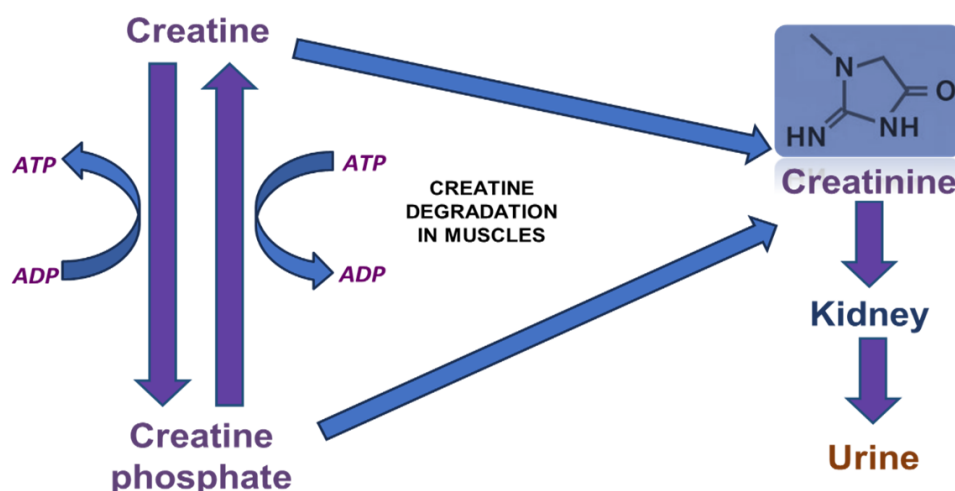 Creatine
ATP
ADP
ATP
ADP
Creatine
phosphate
CREATINE
DEGRADATION
IN MUSCLES
N
O
HN
NH
Creatinine
Kidney
Urine